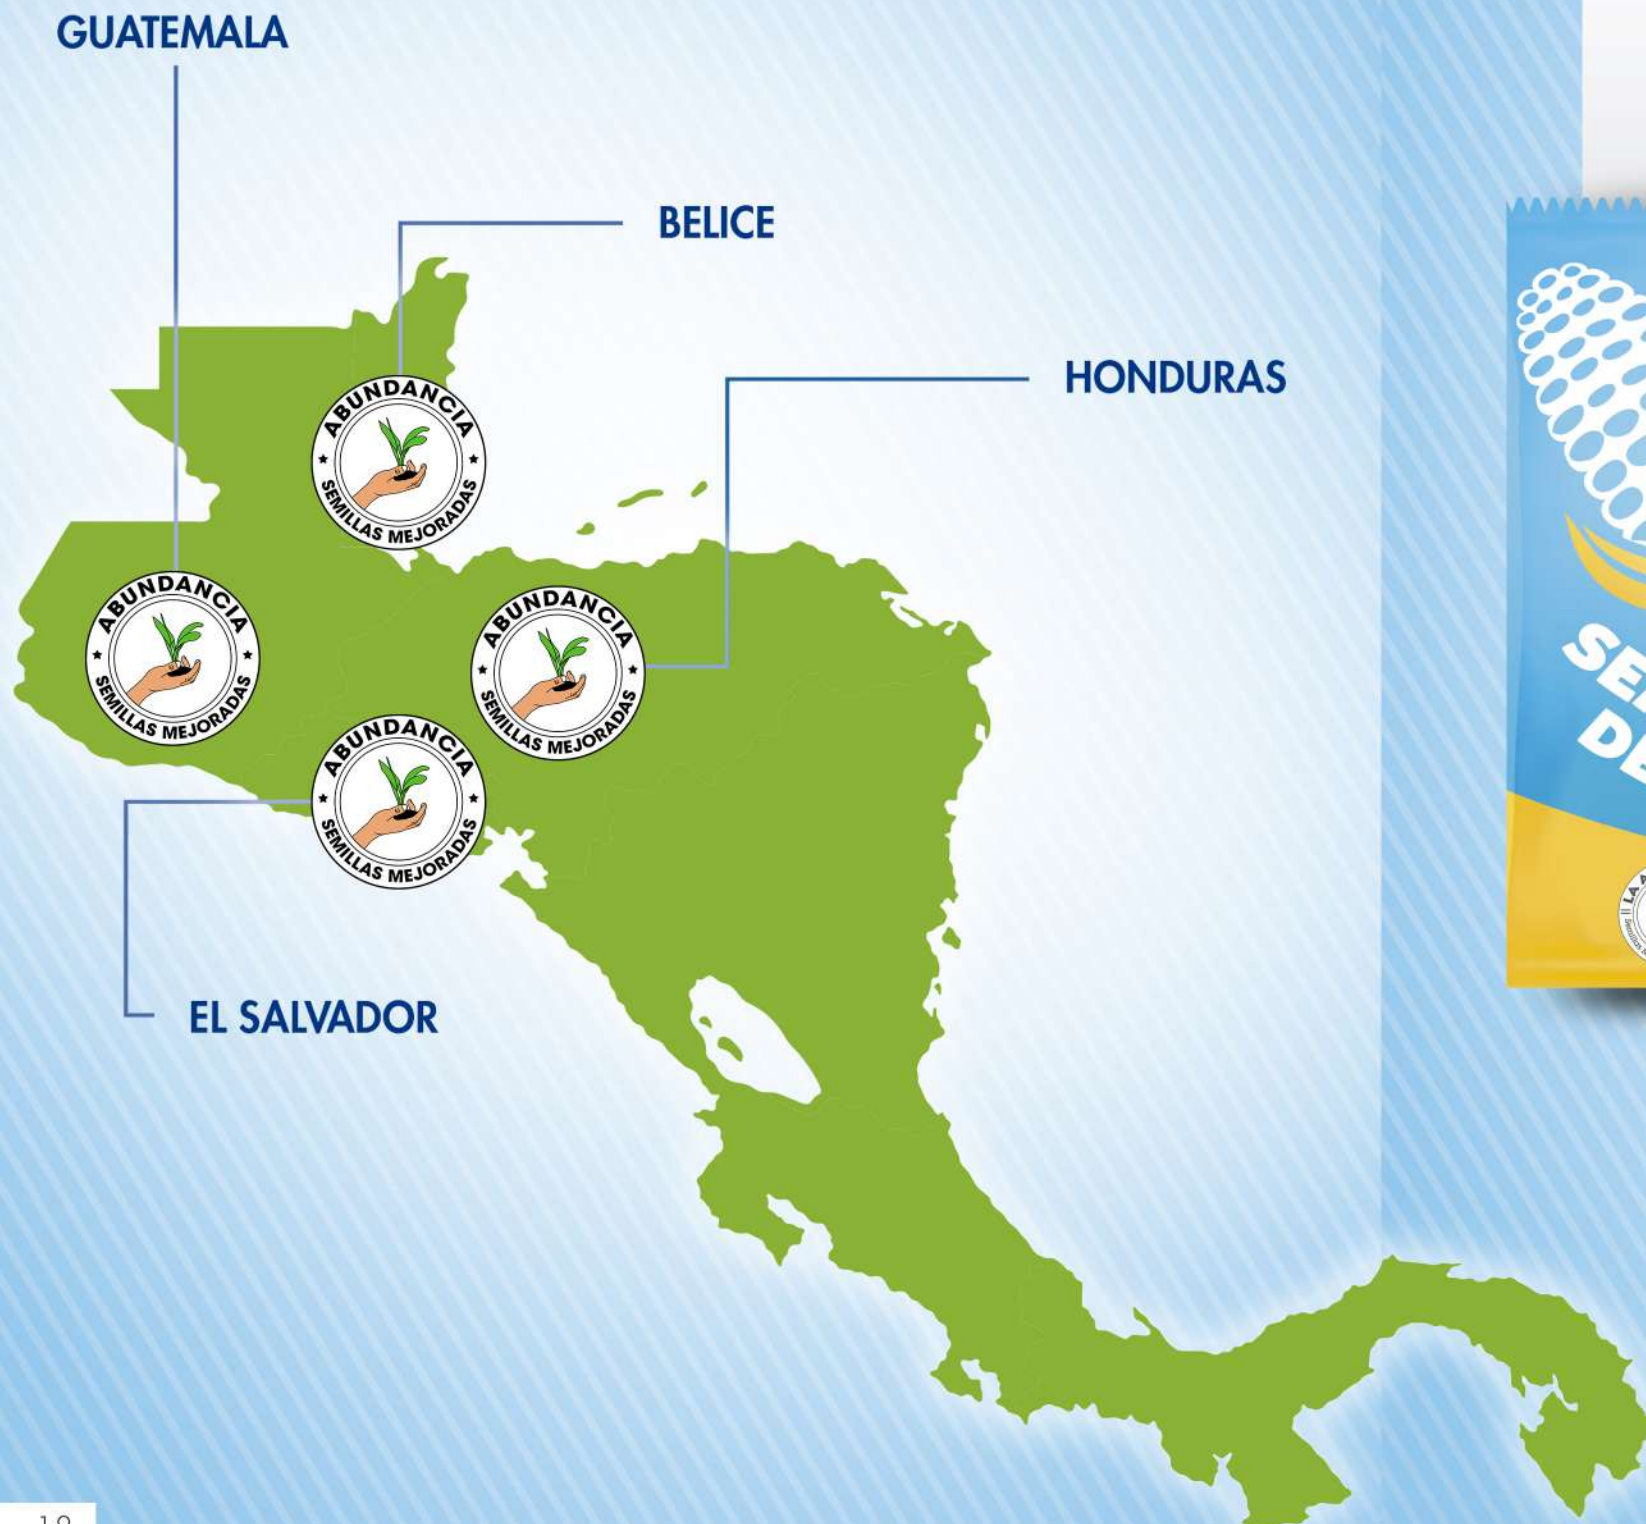 GUATEMALA
BELICE
HONDURAS
ABUNDANCIA
SEMILLAS MEJORADAS
ABUNDANCIA
SEMILLAS MEJORADAS
ABUNDANCIA
SEMILLAS MEJORADAS
ABUNDANCIA
SEMILLAS MEJORADAS
EL SALVADOR